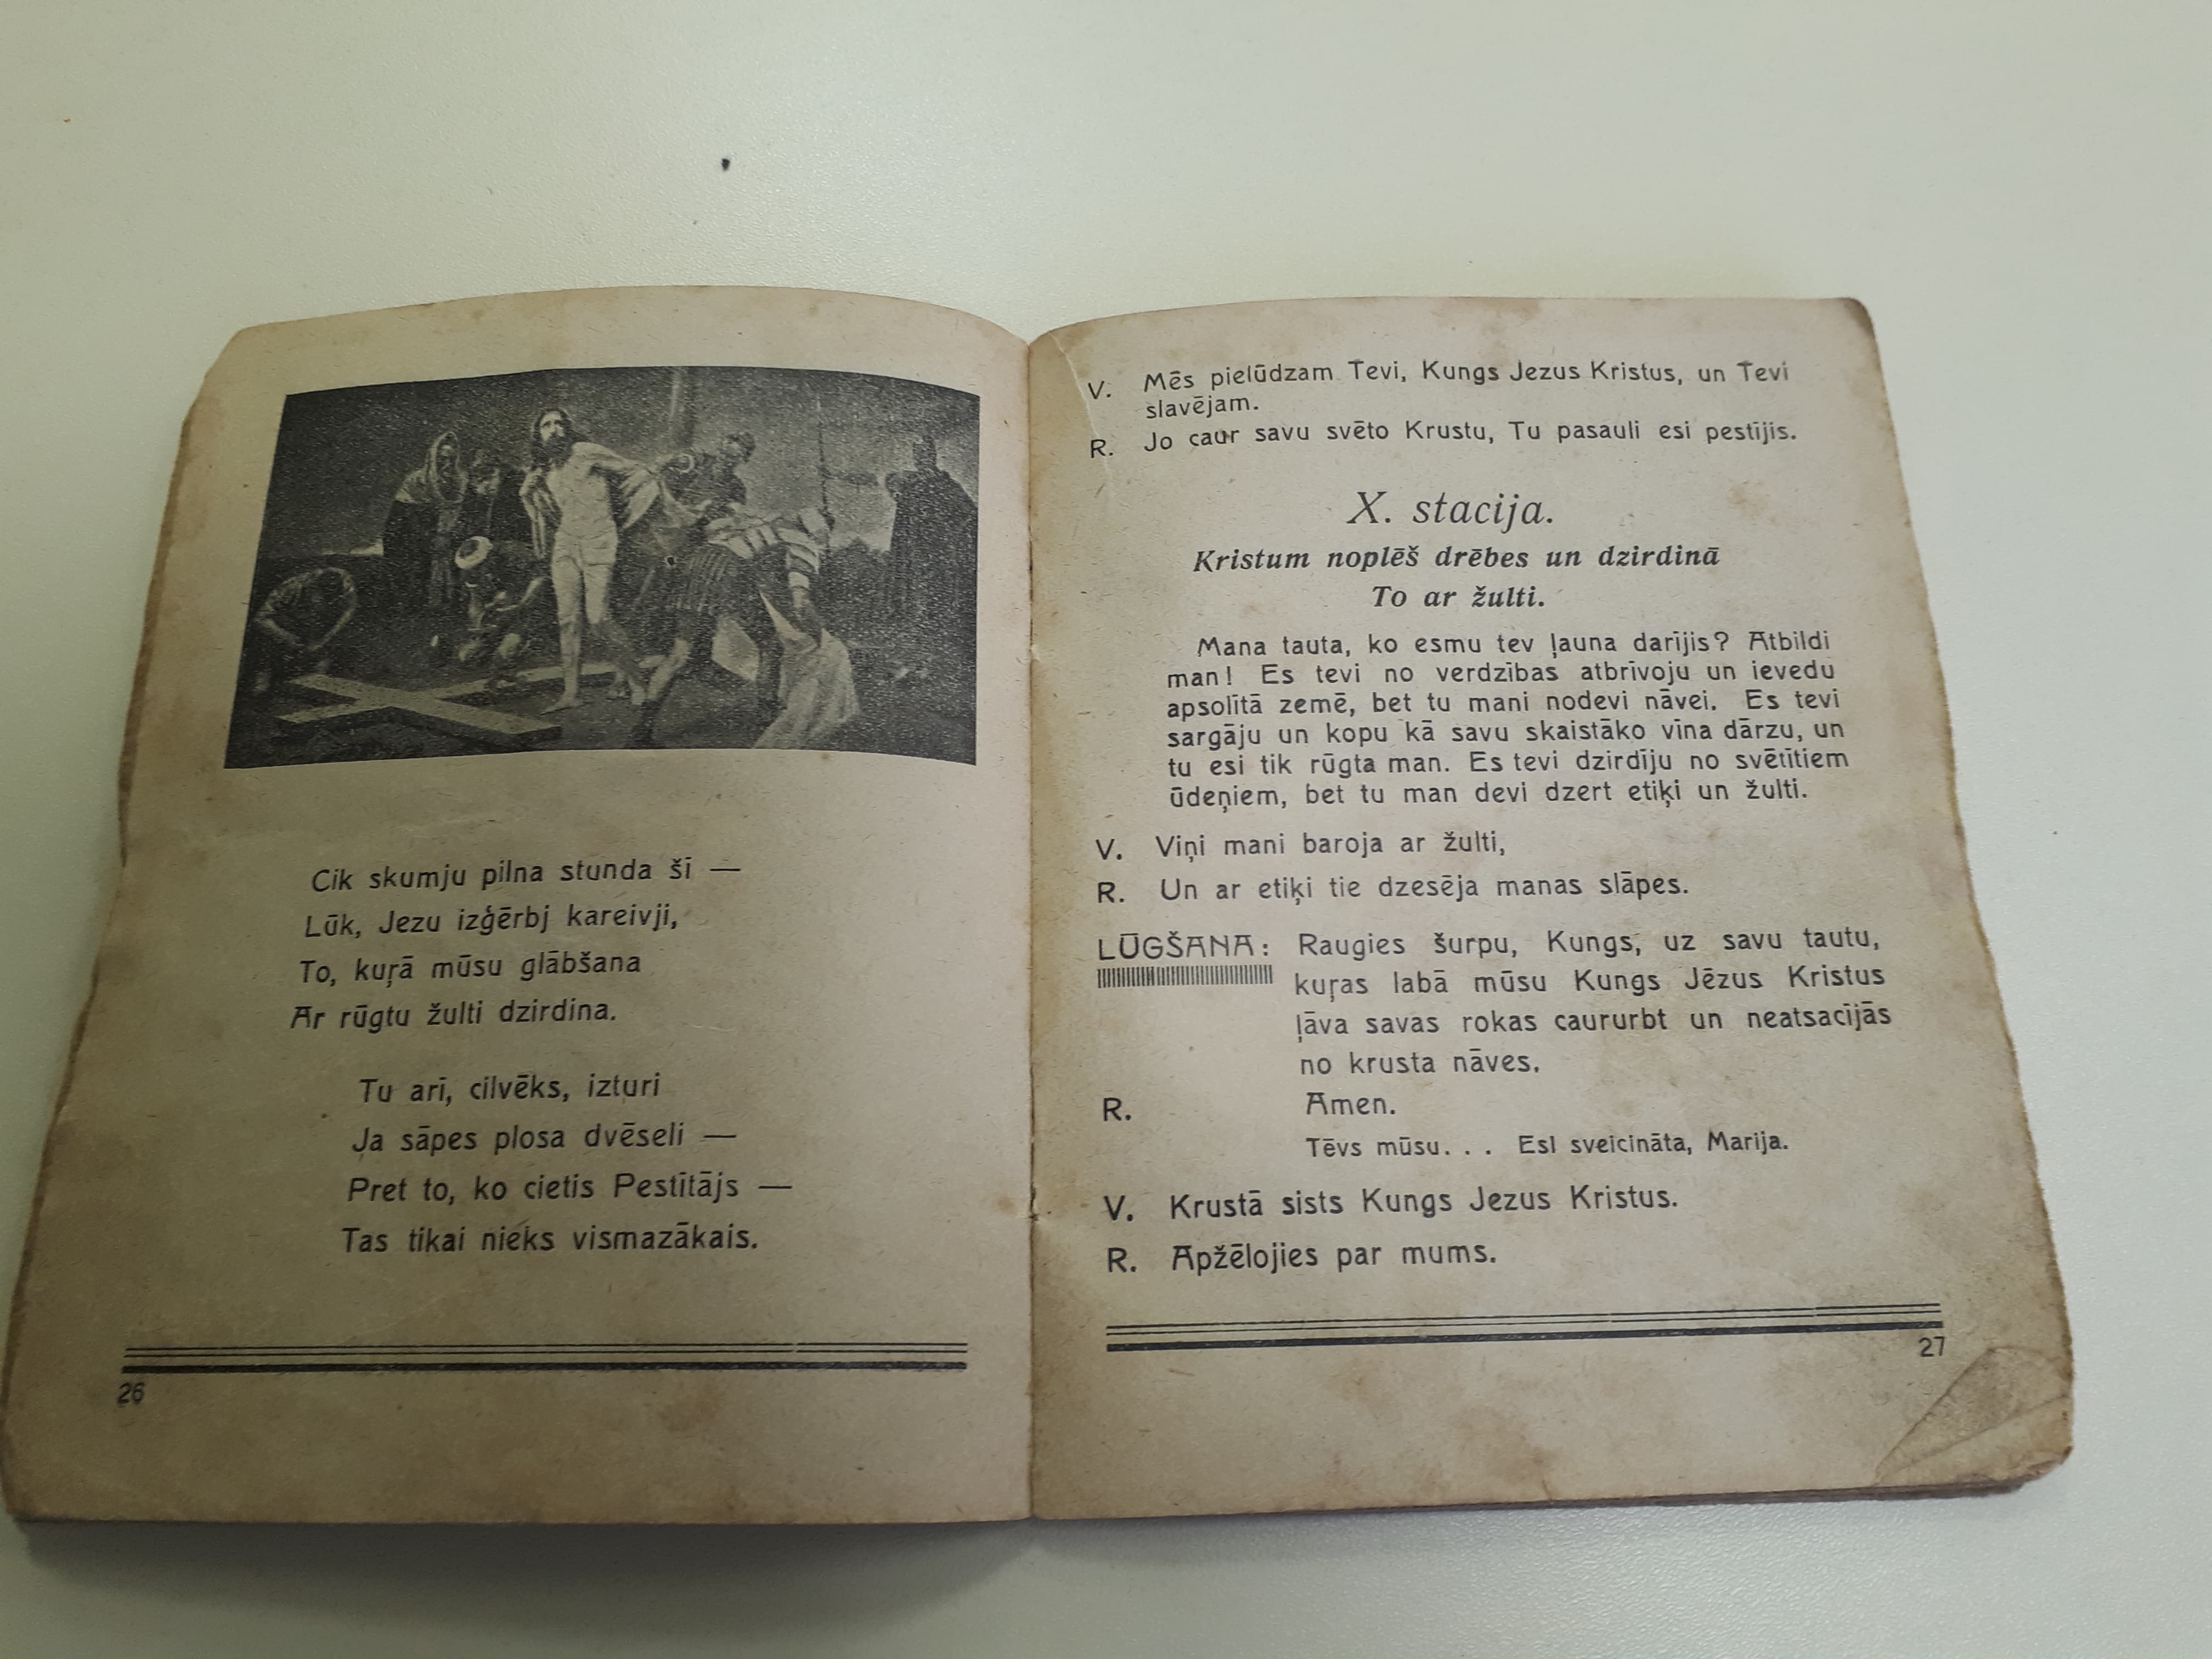 Cik skumju pilna stunda šī —
Lūk, Jezu izģērbj kareivji,
To, kuŗā mūsu glābšana
Ar rūgtu žulti dzirdina.
Tu arī, cilvēks, izturi
Ja sāpes plosa dvēseli —
Pret to, ko cietis Pestītājs —
Tas tikai nieks vismazākais.
26
V. Mēs pielūdzam Tevi, Kungs Jezus Kristus, un Tevi
slavējam.
R. Jo caur savu svēto Krustu, Tu pasauli esi pestījis.
X. stacija.
Kristum noplēš drēbes un dzirdinā
To ar žulti.
Mana tauta, ko esmu tev ļauna darījis? Atbildi
man! Es tevi no verdzības atbrīvoju un ievedu
apsolītā zemē, bet tu mani nodevi nāvei. Es tevi
sargāju un kopu kā savu skaistāko vīna dārzu, un
tu esi tik rūgta man. Es tevi dzirdīju no svētītiem
ūdeņiem, bet tu man devi dzert etiķi un žulti.
V. Viņi mani baroja ar žulti,
R. Un ar etiķi tie dzesēja manas slāpes.
LŪGŠANA: Raugies šurpu, Kungs, uz savu tautu,
kuŗas labā mūsu Kungs Jēzus Kristus
ļāva savas rokas caururbt un neatsacījās
no krusta nāves.
R. Amen.
Tēvs mūsu. . . Esi sveicināta, Marija.
V. Krustā sists Kungs Jezus Kristus.
R. Apžēlojies par mums.
27